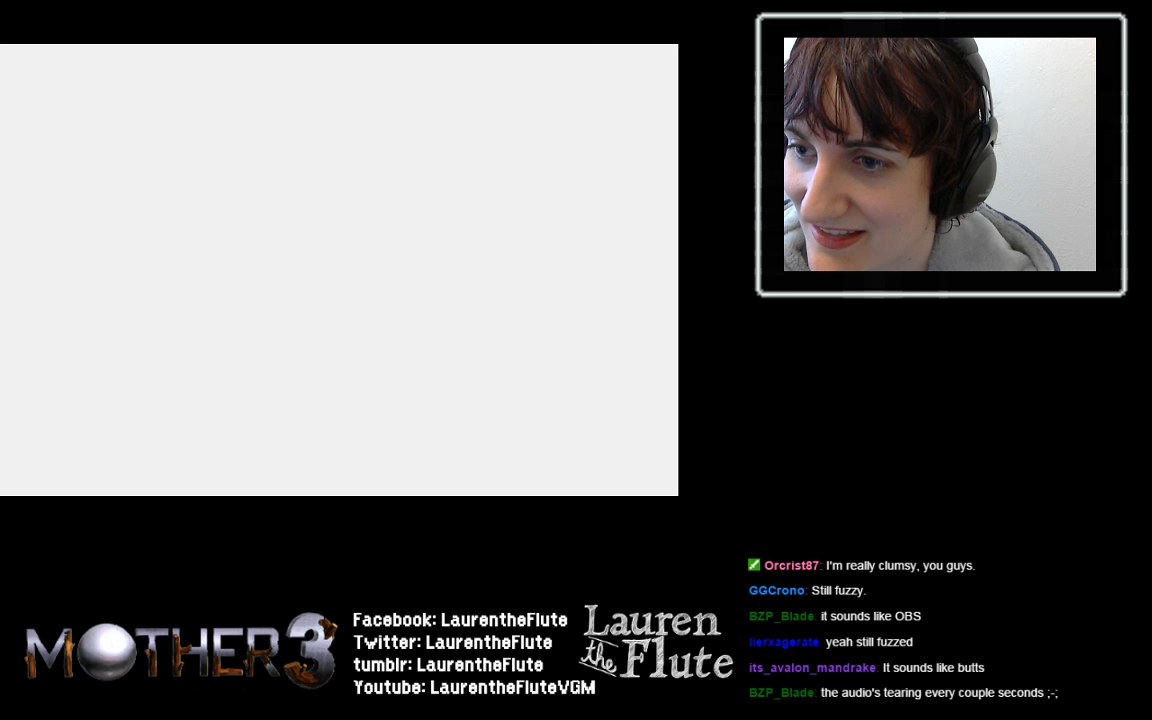 Orcrist87: I'm really clumsy, you guys.
GGCrono: Still fuzzy.
BZP_Blade: it sounds like OBS
lierxagerate: yeah still fuzzed
its_avalon_mandrake: It sounds like butts
BZP_Blade: the audio's tearing every couple seconds ;-;
MOTHER 3
Facebook: LaurentheFlute
Twitter: LaurentheFlute
tumblr: LaurentheFlute
Youtube: LaurentheFluteVGM
Lauren
the Flute